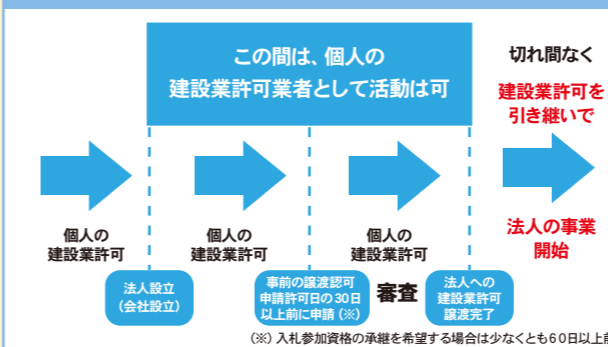 この間は、個人の
建設業許可業者として活動は可
切れ間なく
建設業許可を
引き継いで
個人の
建設業許可
個人の
建設業許可
個人の
建設業許可
法人の事業
開始
法人設立
(会社設立)
事前の譲渡認可
申請許可日の30日
以上前に申請(※)
審査
法人への
建設業許可
譲渡完了
(※)入札参加資格の承継を希望する場合は少なくとも60日以上前